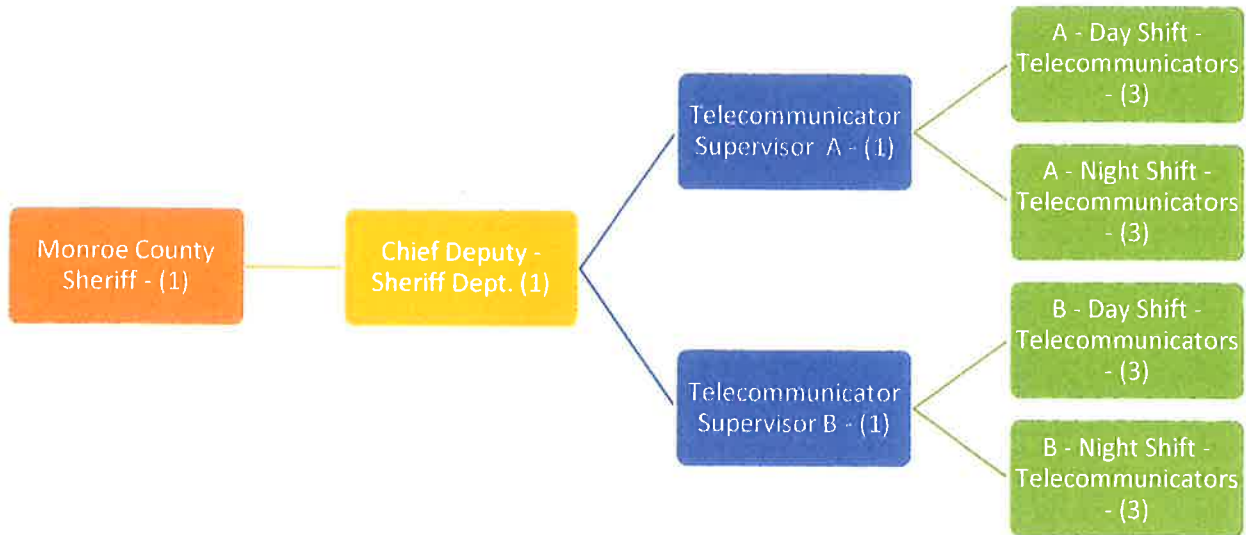 Monroe County
Sheriff - (1)
Chief Deputy -
Sheriff Dept. (1)
Telecommunicator
Supervisor A - (1)
Telecommunicator
Supervisor B - (1)
A - Day Shift -
Telecommunicators
- (3)
A - Night Shift -
Telecommunicators
- (3)
B - Day Shift -
Telecommunicators
- (3)
B - Night Shift -
Telecommunicators
- (3)